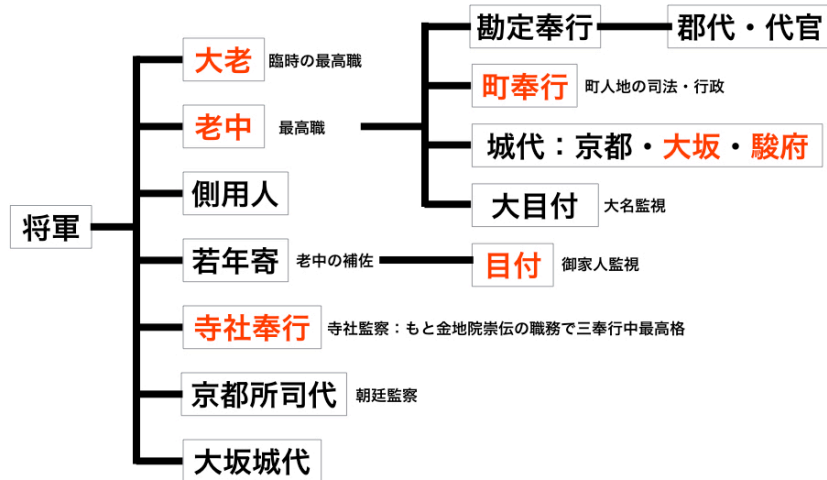 勘定奉行 郡代・代官
大老 臨時の最高職
町奉行 町人地の司法・行政
老中 最高職
城代：京都・大坂・駿府
側用人
大目付 大名監視
将軍
若年寄 老中の補佐
目付 御家人監視
寺社奉行 寺社監察：もと金地院崇伝の職務で三奉行中最高格
京都所司代 朝廷監察
大坂城代